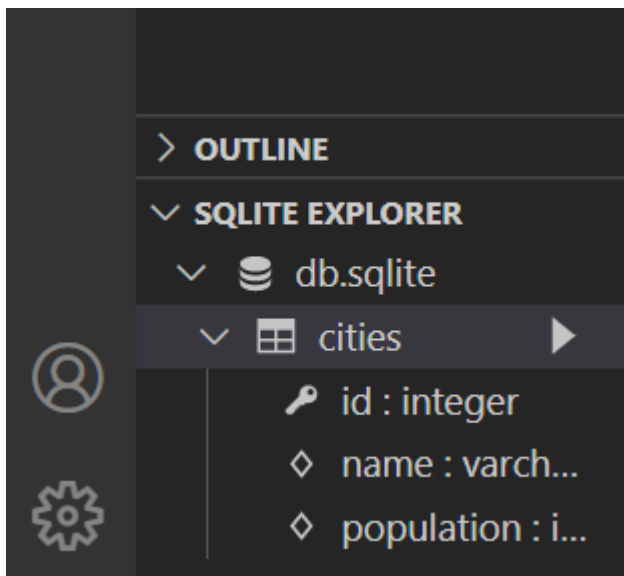 OUTLINE
SQLITE EXPLORER
db.sqlite
cities
id : integer
name : varch...
population : i...